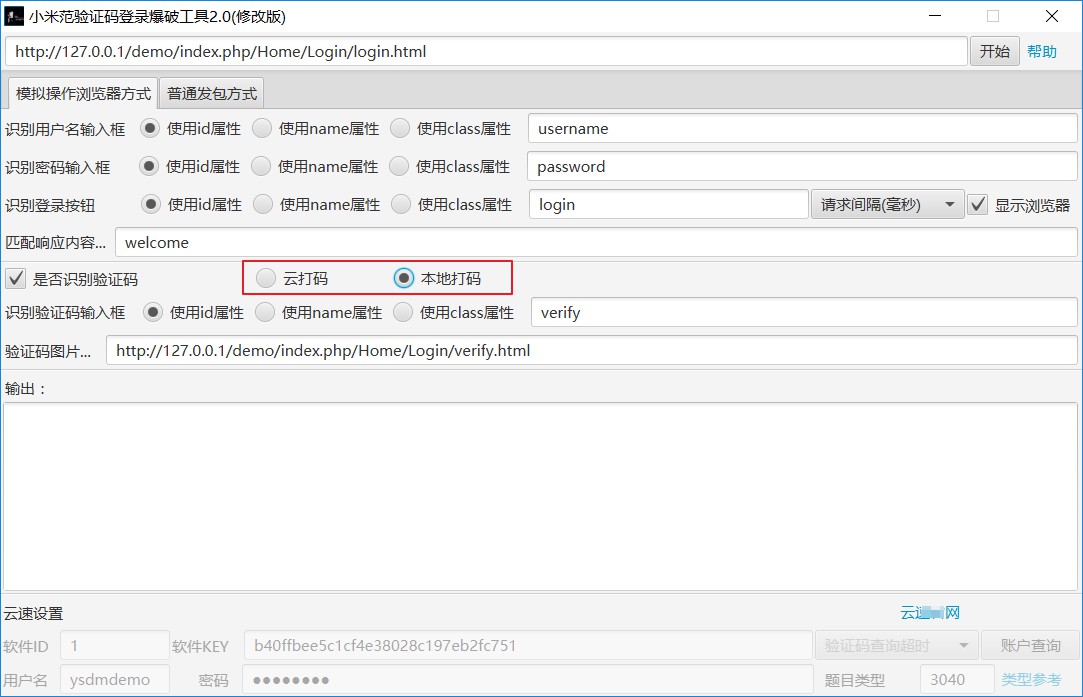 小米范验证码登录爆破工具2.0(修改版)
http://127.0.0.1/demo/index.php/Home/Login/login.html 开始 帮助
模拟操作浏览器方式 普通发包方式
识别用户名输入框 使用id属性 使用name属性 使用class属性 username
识别密码输入框 使用id属性 使用name属性 使用class属性 password
识别登录按钮 使用id属性 使用name属性 使用class属性 login 请求间隔(毫秒) 显示浏览器
匹配响应内容... welcome
是否识别验证码 云打码 本地打码
识别验证码输入框 使用id属性 使用name属性 使用class属性 verify
验证码图片... http://127.0.0.1/demo/index.php/Home/Login/verify.html
输出：
云速设置 云速 网
软件ID 1 软件KEY b40ffbee5c1cf4e38028c197eb2fc751 验证码查询超时 账户查询
用户名 ysdmdemo 密码 ●●●●●●●● 题目类型 3040 类型参考